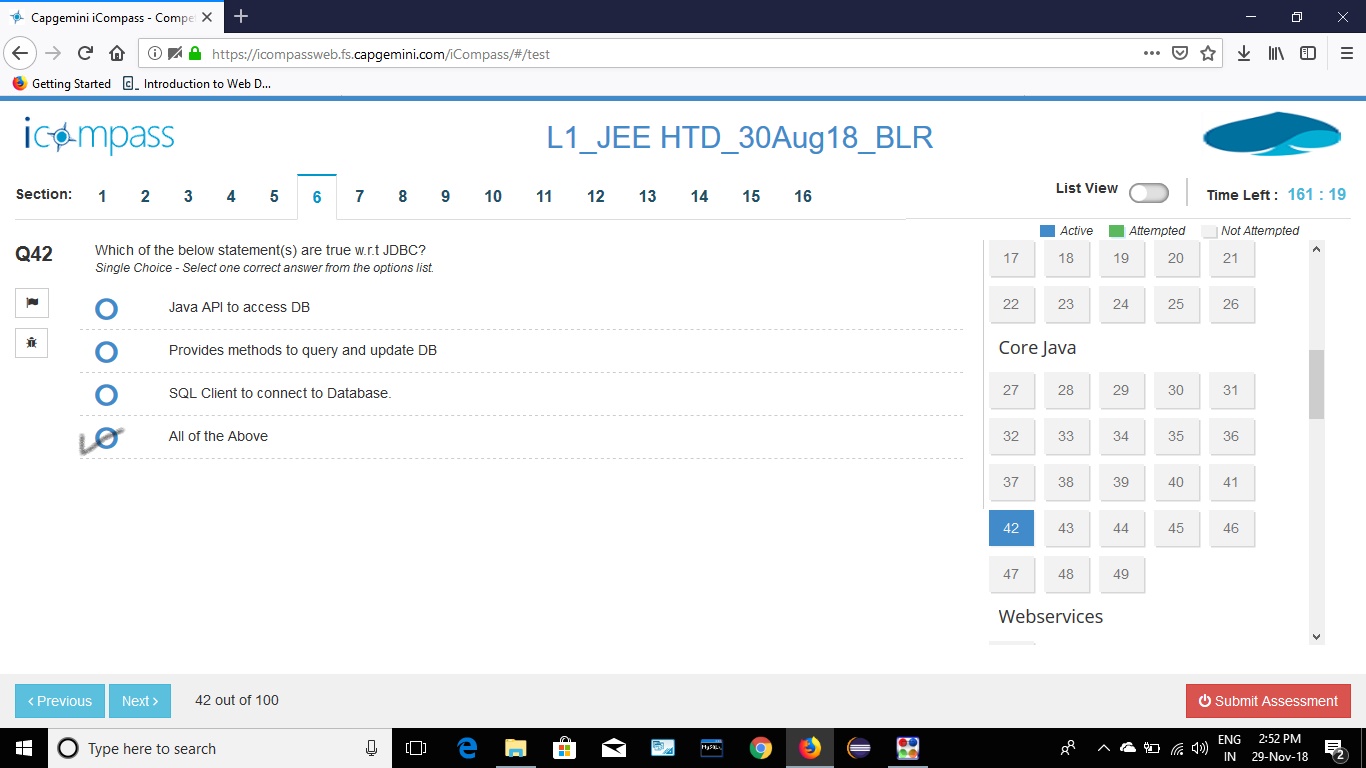 Capgemini iCompass - Compe
https://icompassweb.fs.capgemini.com/iCompass/#/test
Getting Started
Introduction to Web D...
icompass
L1_JEE HTD_30Aug18_BLR
Section: 1 2 3 4 5 6 7 8 9 10 11 12 13 14 15 16
List View
Time Left : 161 : 19
Active Attempted Not Attempted
Q42
Which of the below statement(s) are true w.r.t JDBC?
Single Choice - Select one correct answer from the options list.
Java API to access DB
Provides methods to query and update DB
SQL Client to connect to Database.
All of the Above
17 18 19 20 21
22 23 24 25 26
Core Java
27 28 29 30 31
32 33 34 35 36
37 38 39 40 41
42 43 44 45 46
47 48 49
Webservices
Previous
Next
42 out of 100
Submit Assessment
Type here to search
MySQL
ENG
IN
2:52 PM
29-Nov-18
2